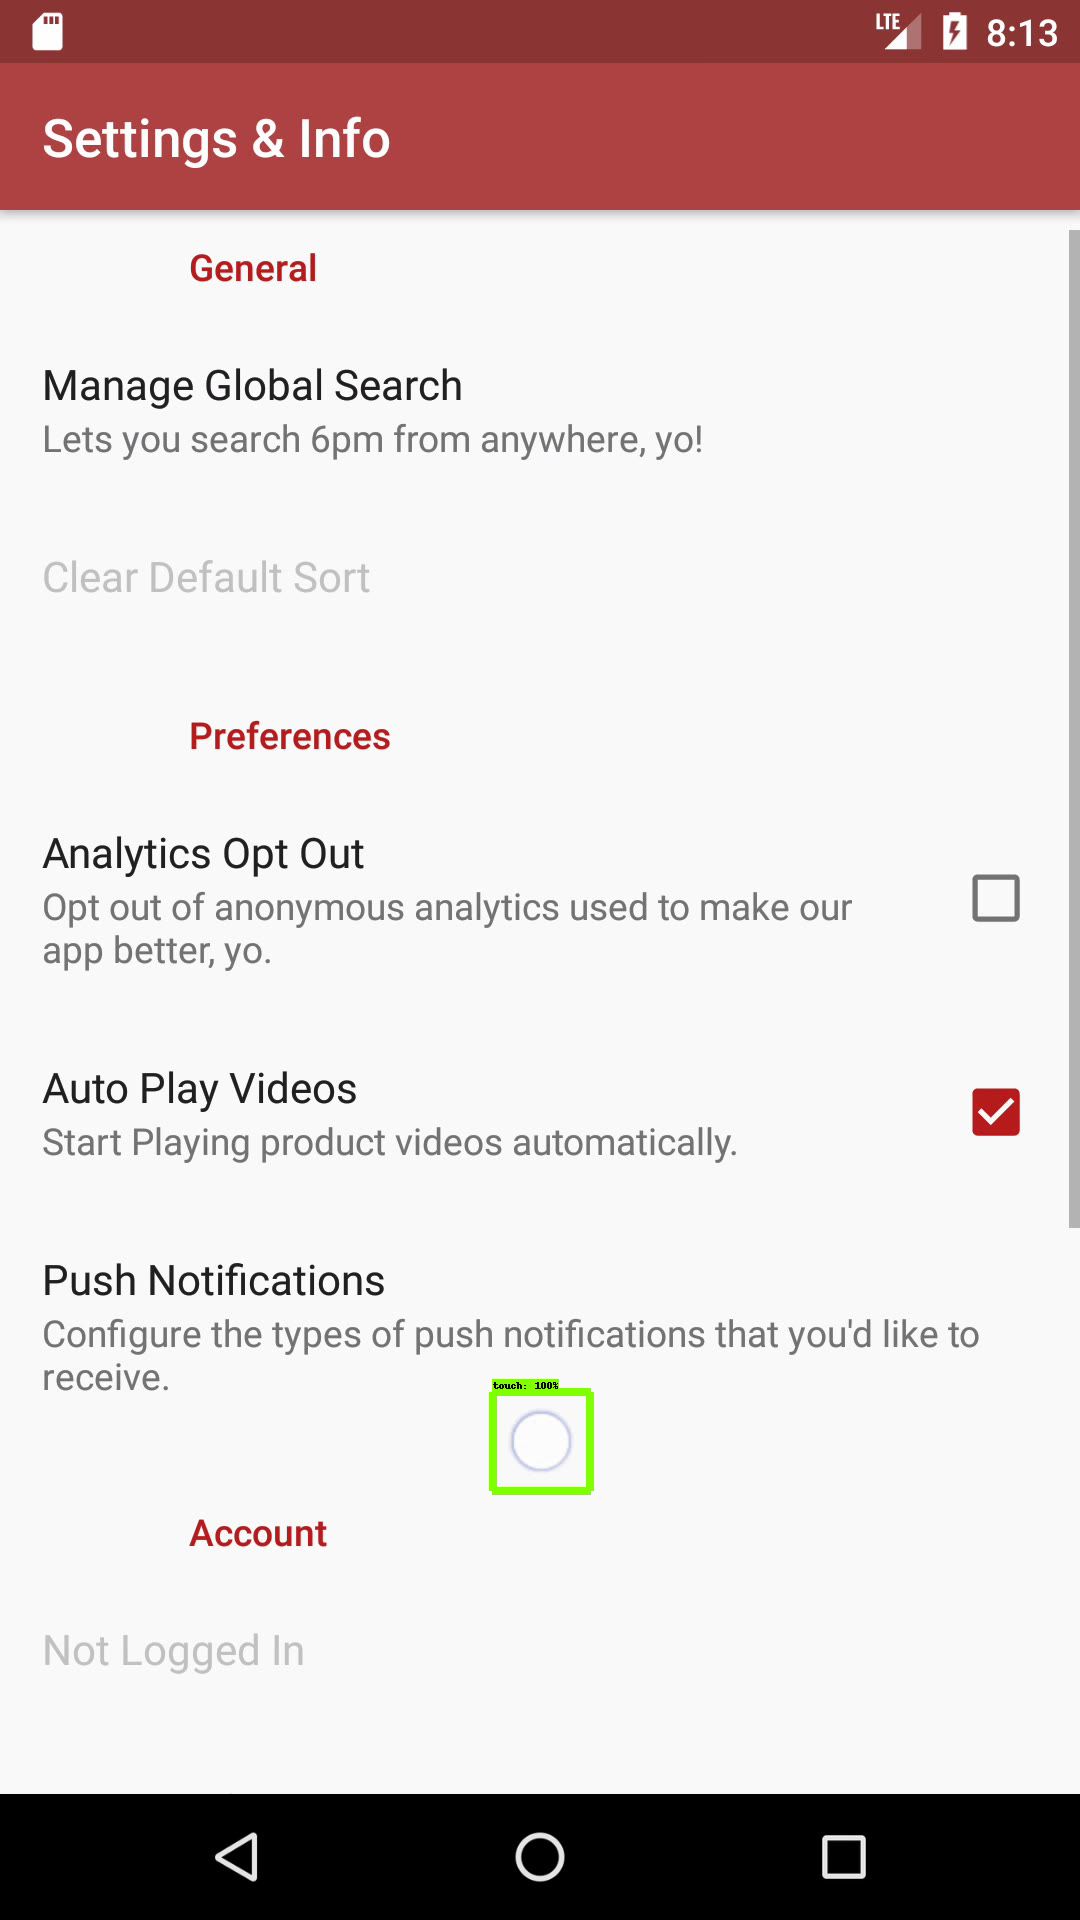 LTE 8:13
Settings & Info
General
Manage Global Search
Lets you search 6pm from anywhere, yo!
Clear Default Sort
Preferences
Analytics Opt Out
Opt out of anonymous analytics used to make our
app better, yo.
Auto Play Videos
Start Playing product videos automatically.
Push Notifications
Configure the types of push notifications that you'd like to
receive.
touch: 100%
Account
Not Logged In